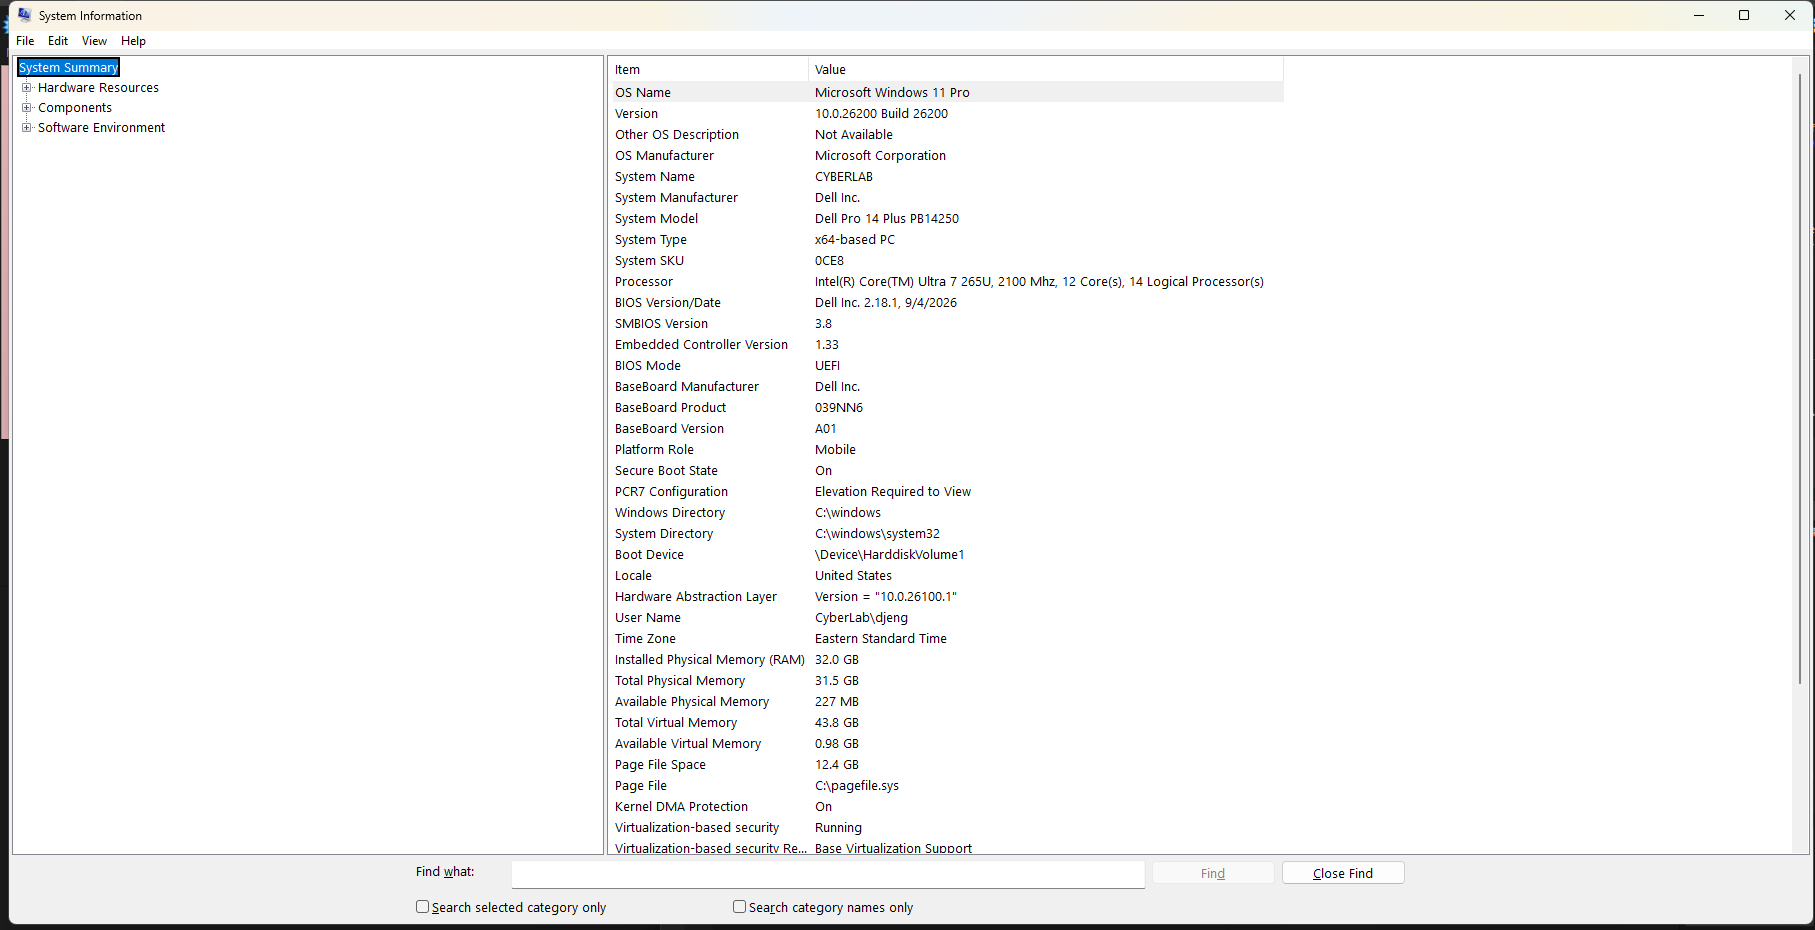 System Information
File Edit View Help
System Summary
Hardware Resources
Components
Software Environment
Item Value
OS Name Microsoft Windows 11 Pro
Version 10.0.26200 Build 26200
Other OS Description Not Available
OS Manufacturer Microsoft Corporation
System Name CYBERLAB
System Manufacturer Dell Inc.
System Model Dell Pro 14 Plus PB14250
System Type x64-based PC
System SKU 0CE8
Processor Intel(R) Core(TM) Ultra 7 265U, 2100 Mhz, 12 Core(s), 14 Logical Processor(s)
BIOS Version/Date Dell Inc. 2.18.1, 9/4/2026
SMBIOS Version 3.8
Embedded Controller Version 1.33
BIOS Mode UEFI
BaseBoard Manufacturer Dell Inc.
BaseBoard Product 039NN6
BaseBoard Version A01
Platform Role Mobile
Secure Boot State On
PCR7 Configuration Elevation Required to View
Windows Directory C:\windows
System Directory C:\windows\system32
Boot Device \Device\HarddiskVolume1
Locale United States
Hardware Abstraction Layer Version = "10.0.26100.1"
User Name CyberLab\djeng
Time Zone Eastern Standard Time
Installed Physical Memory (RAM) 32.0 GB
Total Physical Memory 31.5 GB
Available Physical Memory 227 MB
Total Virtual Memory 43.8 GB
Available Virtual Memory 0.98 GB
Page File Space 12.4 GB
Page File C:\pagefile.sys
Kernel DMA Protection On
Virtualization-based security Running
Virtualization-based security Re... Base Virtualization Support
Find what: Find Close Find
Search selected category only Search category names only